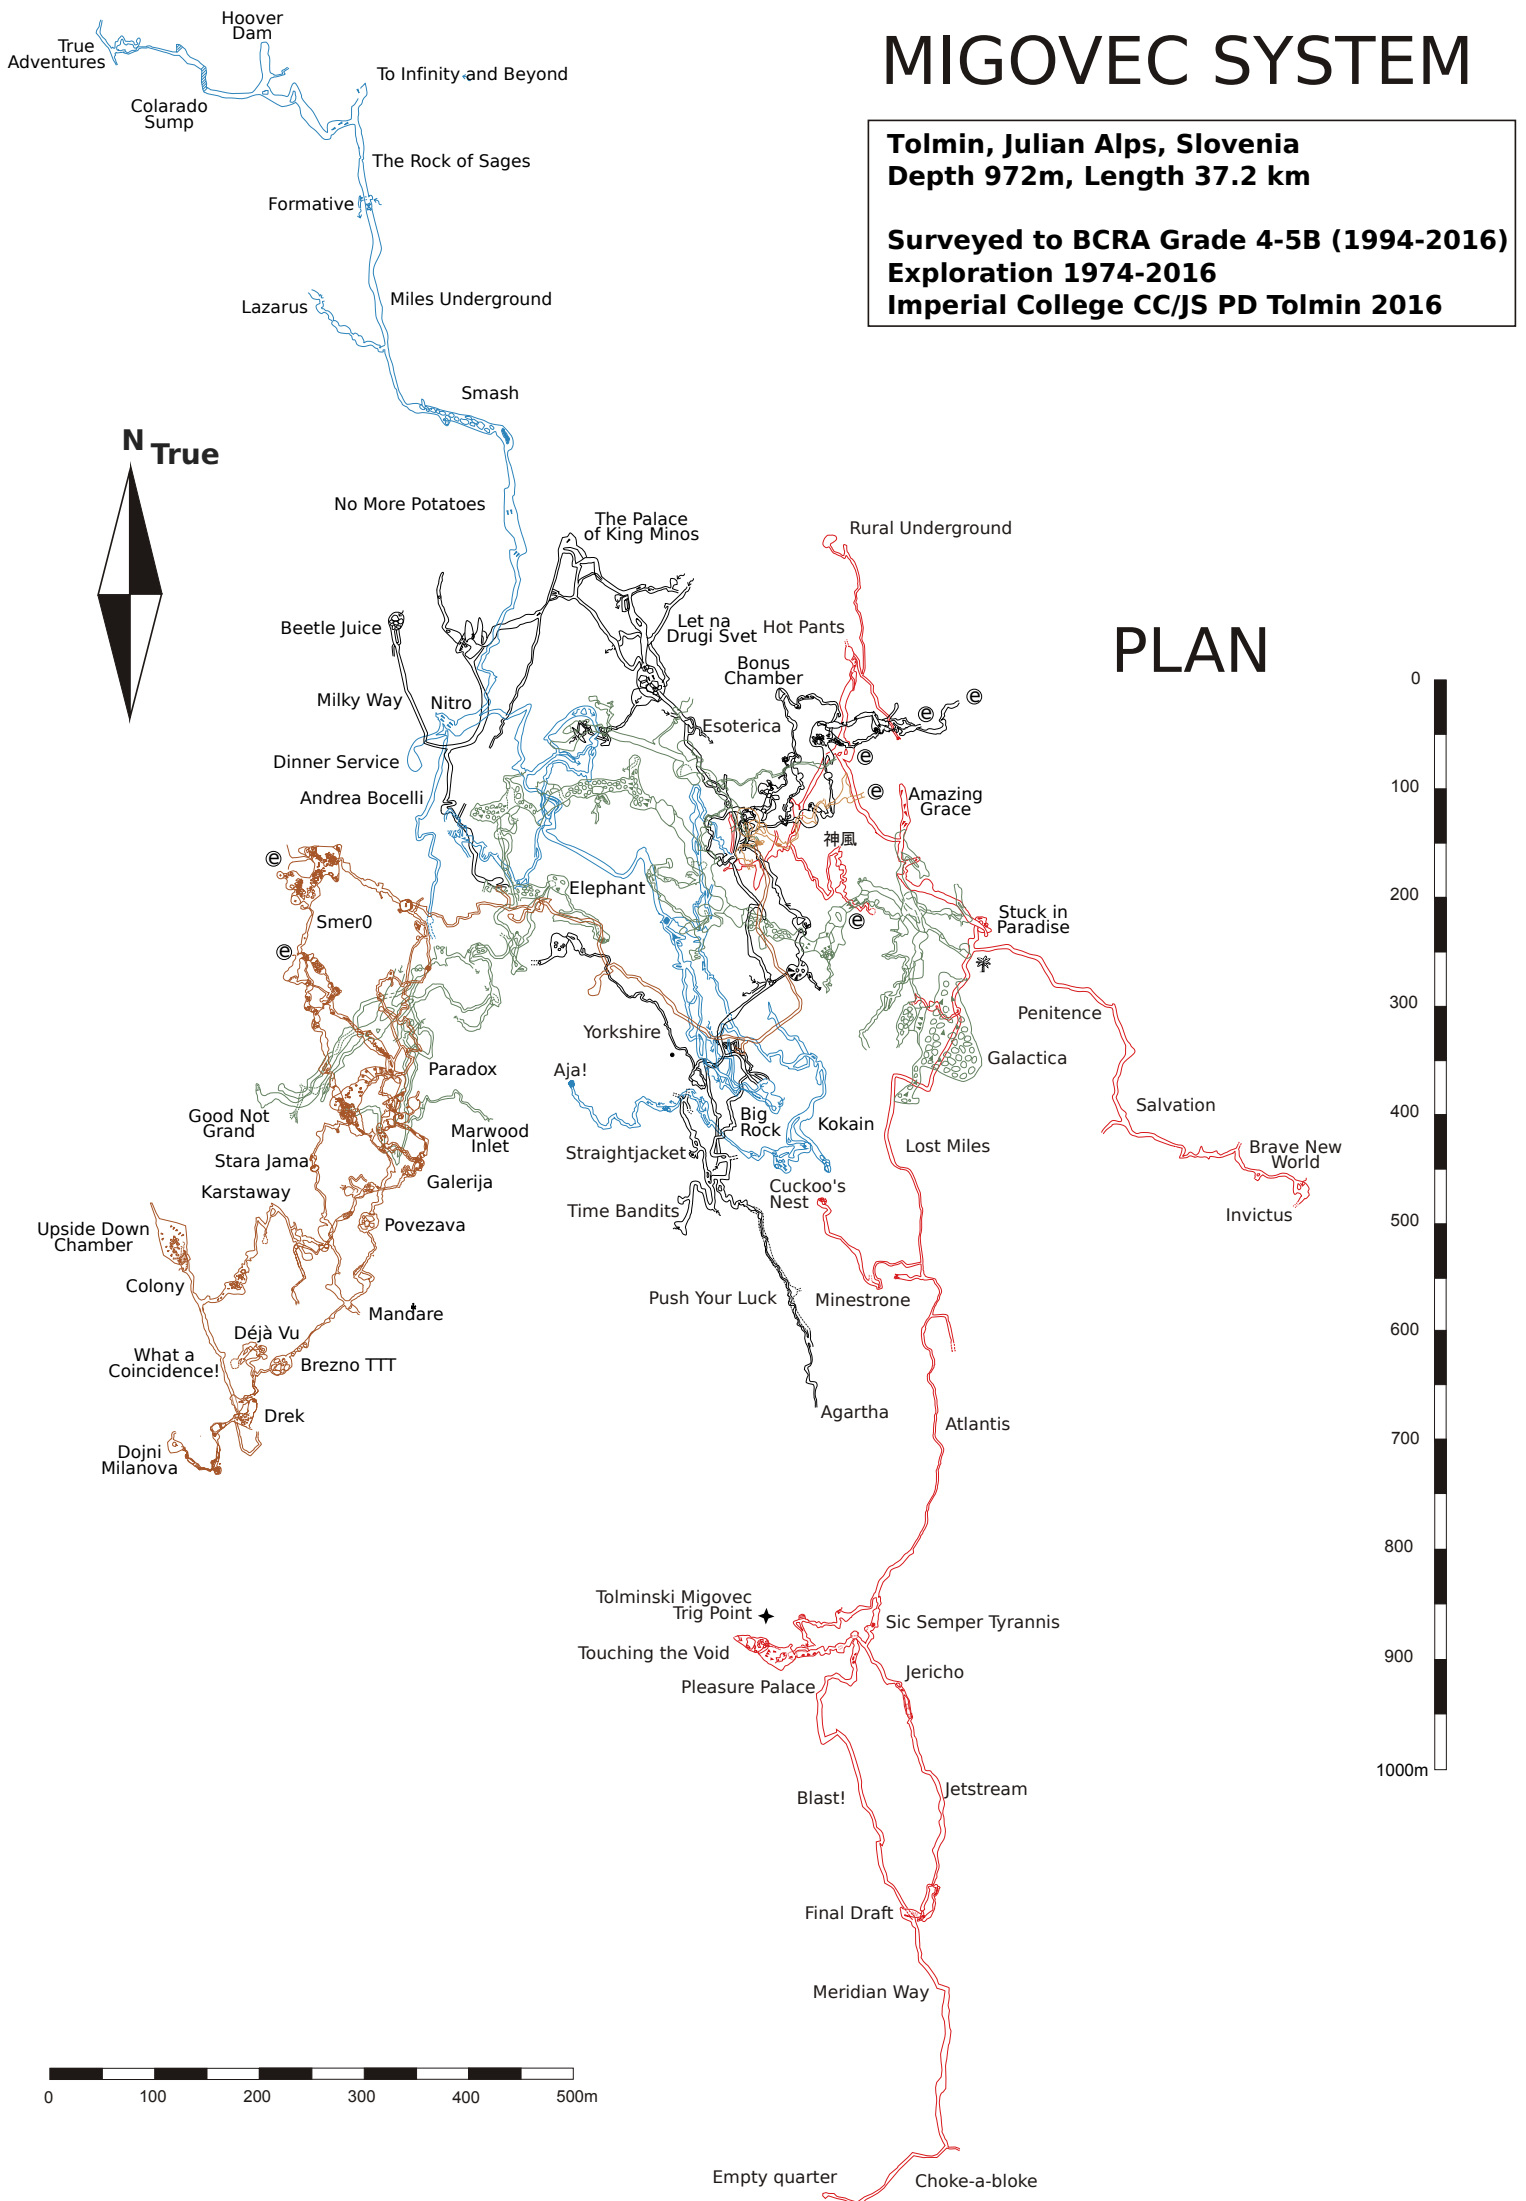 MIGOVEC SYSTEM
Tolmin, Julian Alps, Slovenia
Depth 972m, Length 37.2 km
Surveyed to BCRA Grade 4-5B (1994-2016)
Exploration 1974-2016
Imperial College CC/JS PD Tolmin 2016
Hoover
Dam
True
Adventures
To Infinity and Beyond
Colarado
Sump
The Rock of Sages
Formative
Lazarus
Miles Underground
Smash
N True
No More Potatoes
The Palace
of King Minos
Rural Underground
Beetle Juice
Let na
Drugi Svet
Hot Pants
PLAN
Bonus
Chamber
Milky Way
Nitro
Esoterica
e
e
e
e
Dinner Service
Andrea Bocelli
Amazing
Grace
神風
e
Smer0
Elephant
e
e
Stuck in
Paradise
Penitence
Yorkshire
Galactica
Paradox
Aja!
Good Not
Grand
Marwood
Inlet
Big
Rock
Kokain
Salvation
Straightjacket
Lost Miles
Brave New
World
Stara Jama
Galerija
Karstaway
Cuckoo's
Nest
Time Bandits
Invictus
Upside Down
Chamber
Povezava
Colony
Push Your Luck
Minestrone
Mandare
Déjà Vu
What a
Coincidence!
Brezno TTT
Drek
Agartha
Atlantis
Dojni
Milanova
Tolminski Migovec
Trig Point
Sic Semper Tyrannis
Touching the Void
Jericho
Pleasure Palace
Blast!
Jetstream
Final Draft
Meridian Way
Empty quarter
Choke-a-bloke
0
100
200
300
400
500
600
700
800
900
1000m
0 100 200 300 400 500m